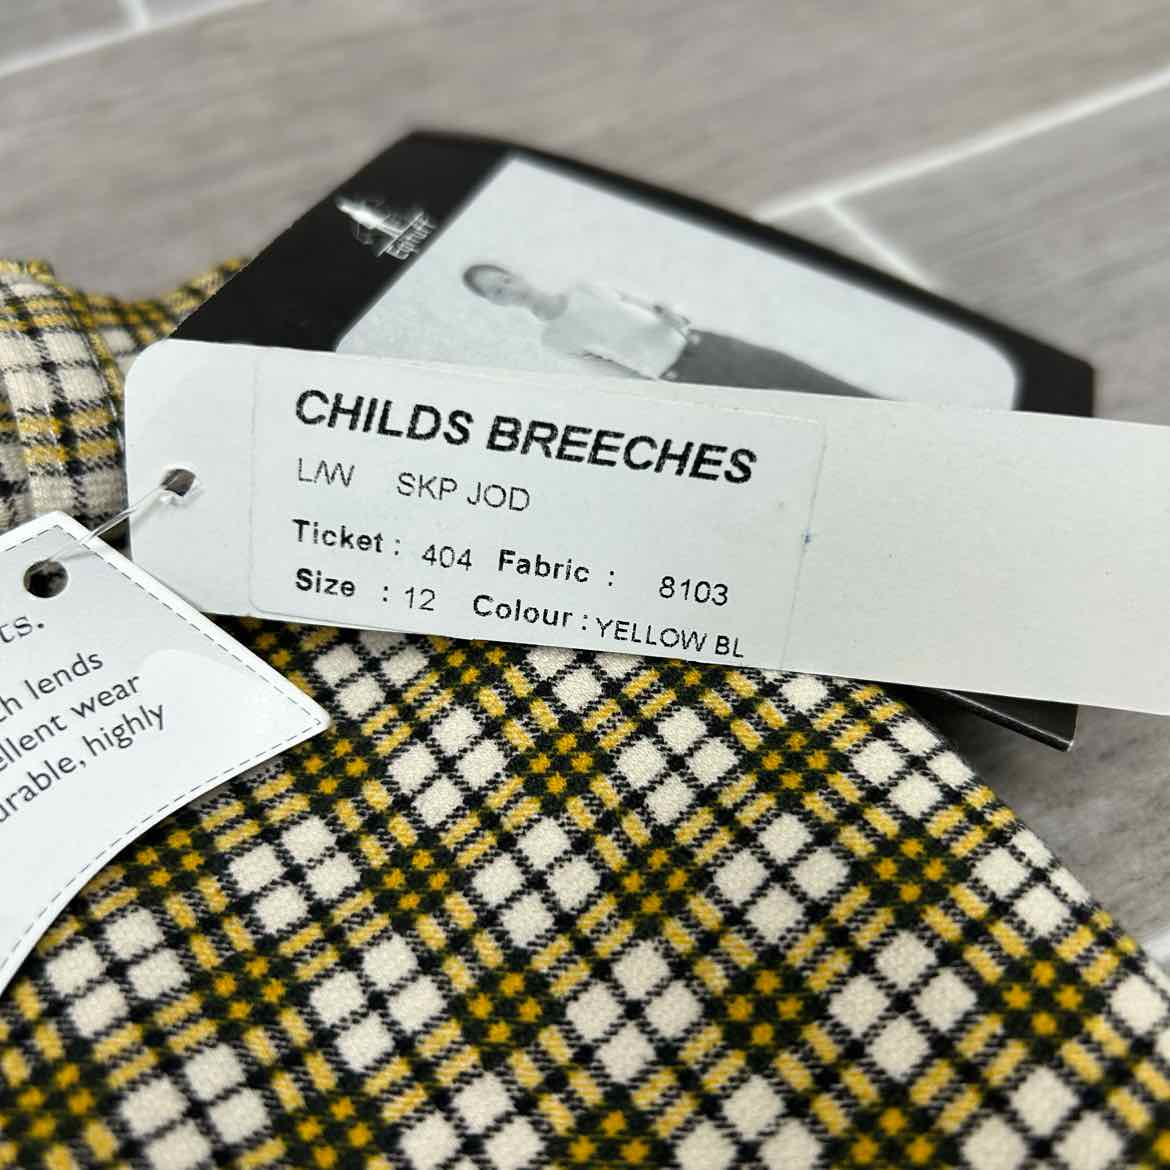 CHILDS BREECHES
L/W SKP JOD
Ticket : 404 Fabric : 8103
Size : 12 Colour : YELLOW BL
ts.
ch lends
ellent wear
urable, highly